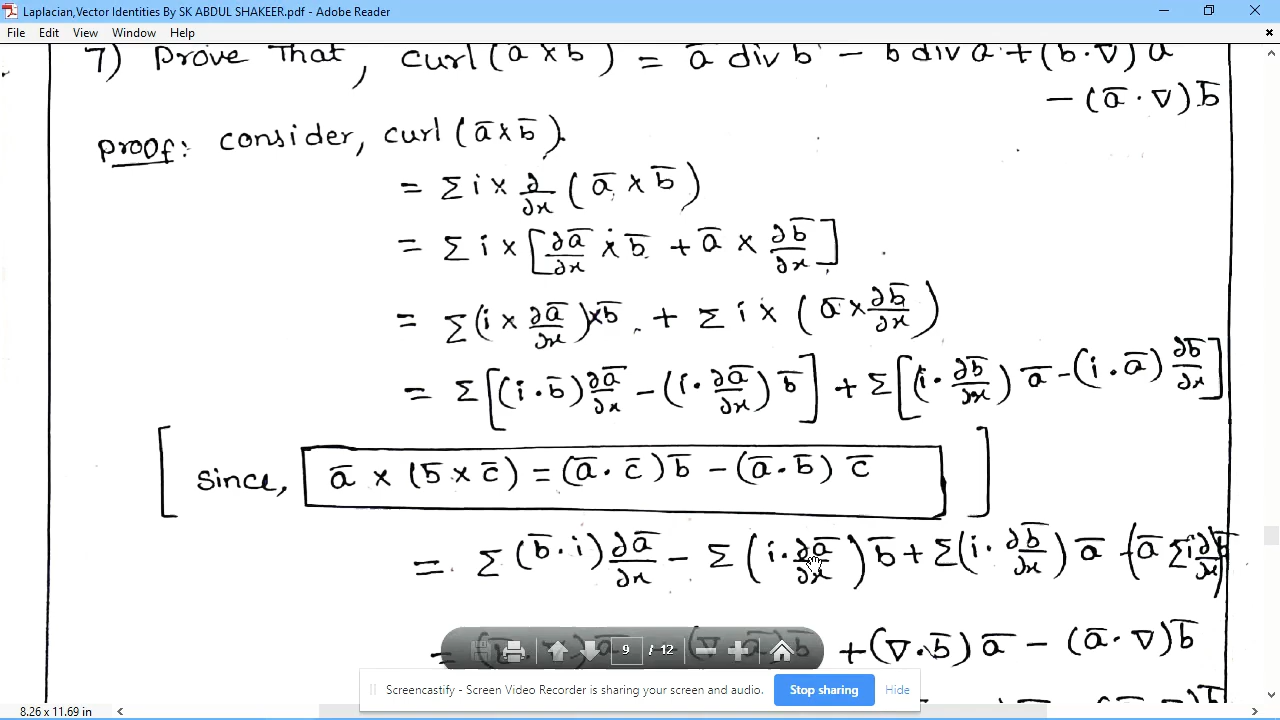 Laplacian,Vector Identities By SK ABDUL SHAKEER.pdf - Adobe Reader
File Edit View Window Help
7) Prove That, curl (a̅ x b̅) = a̅ div b̅ - b̅ div a̅ + (b̅ · ∇) a̅
- (a̅ · ∇) b̅
proof: consider, curl (a̅ x b̅).
= Σ i x ∂/∂x (a̅ x b̅)
= Σ i x [∂a̅/∂x x b̅ + a̅ x ∂b̅/∂x]
= Σ (i x ∂a̅/∂x) x b̅ + Σ i x (a̅ x ∂b̅/∂x)
= Σ [(i · b̅) ∂a̅/∂x - (i · ∂a̅/∂x) b̅] + Σ [(i · ∂b̅/∂x) a̅ - (i · a̅) ∂b̅/∂x]
[since, a̅ x (b̅ x c̅) = (a̅ · c̅) b̅ - (a̅ · b̅) c̅]
= Σ (b̅ · i) ∂a̅/∂x - Σ (i · ∂a̅/∂x) b̅ + Σ (i · ∂b̅/∂x) a̅ - (a̅ Σ i ∂b̅/∂x)
= + (∇ · b̅) a̅ - (a̅ · ∇) b̅
9 / 12
Screencastify - Screen Video Recorder is sharing your screen and audio. Stop sharing Hide
8.26 x 11.69 in